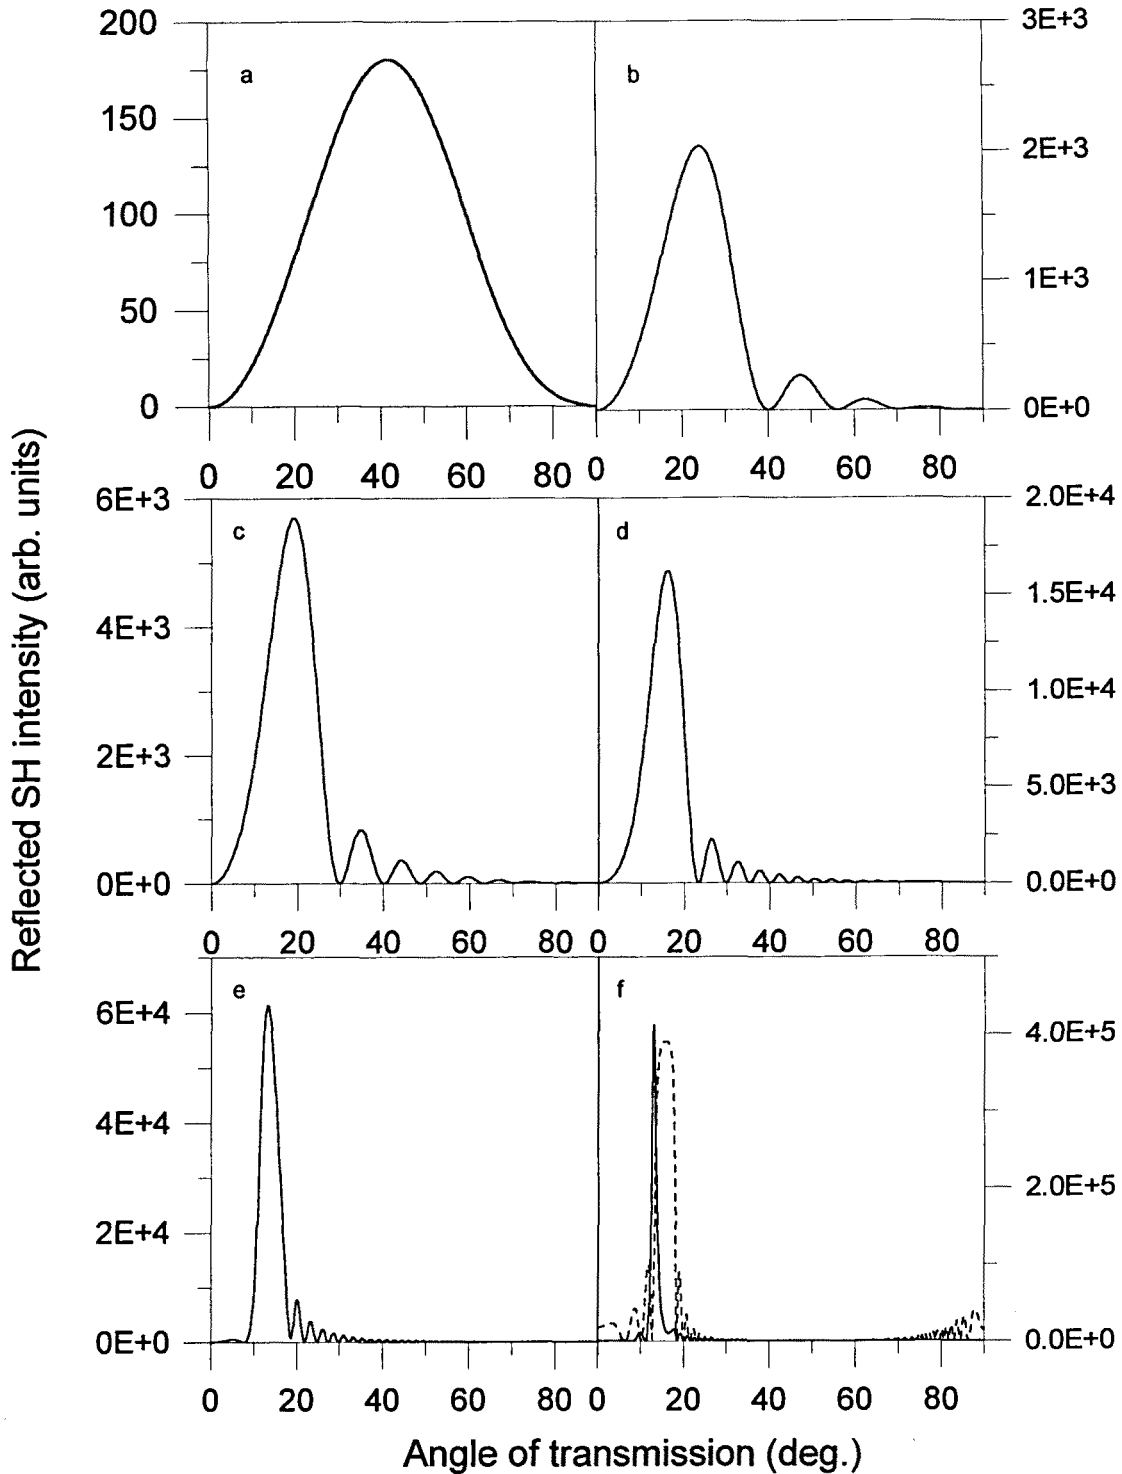 Reflected SH intensity (arb. units)
200
150
100
50
0
a
0 20 40 60 80
3E+3
2E+3
1E+3
0E+0
b
0 20 40 60 80
6E+3
4E+3
2E+3
0E+0
c
0 20 40 60 80
2.0E+4
1.5E+4
1.0E+4
5.0E+3
0.0E+0
d
0 20 40 60 80
6E+4
4E+4
2E+4
0E+0
e
0 20 40 60 80
4.0E+5
2.0E+5
0.0E+0
f
0 20 40 60 80
Angle of transmission (deg.)